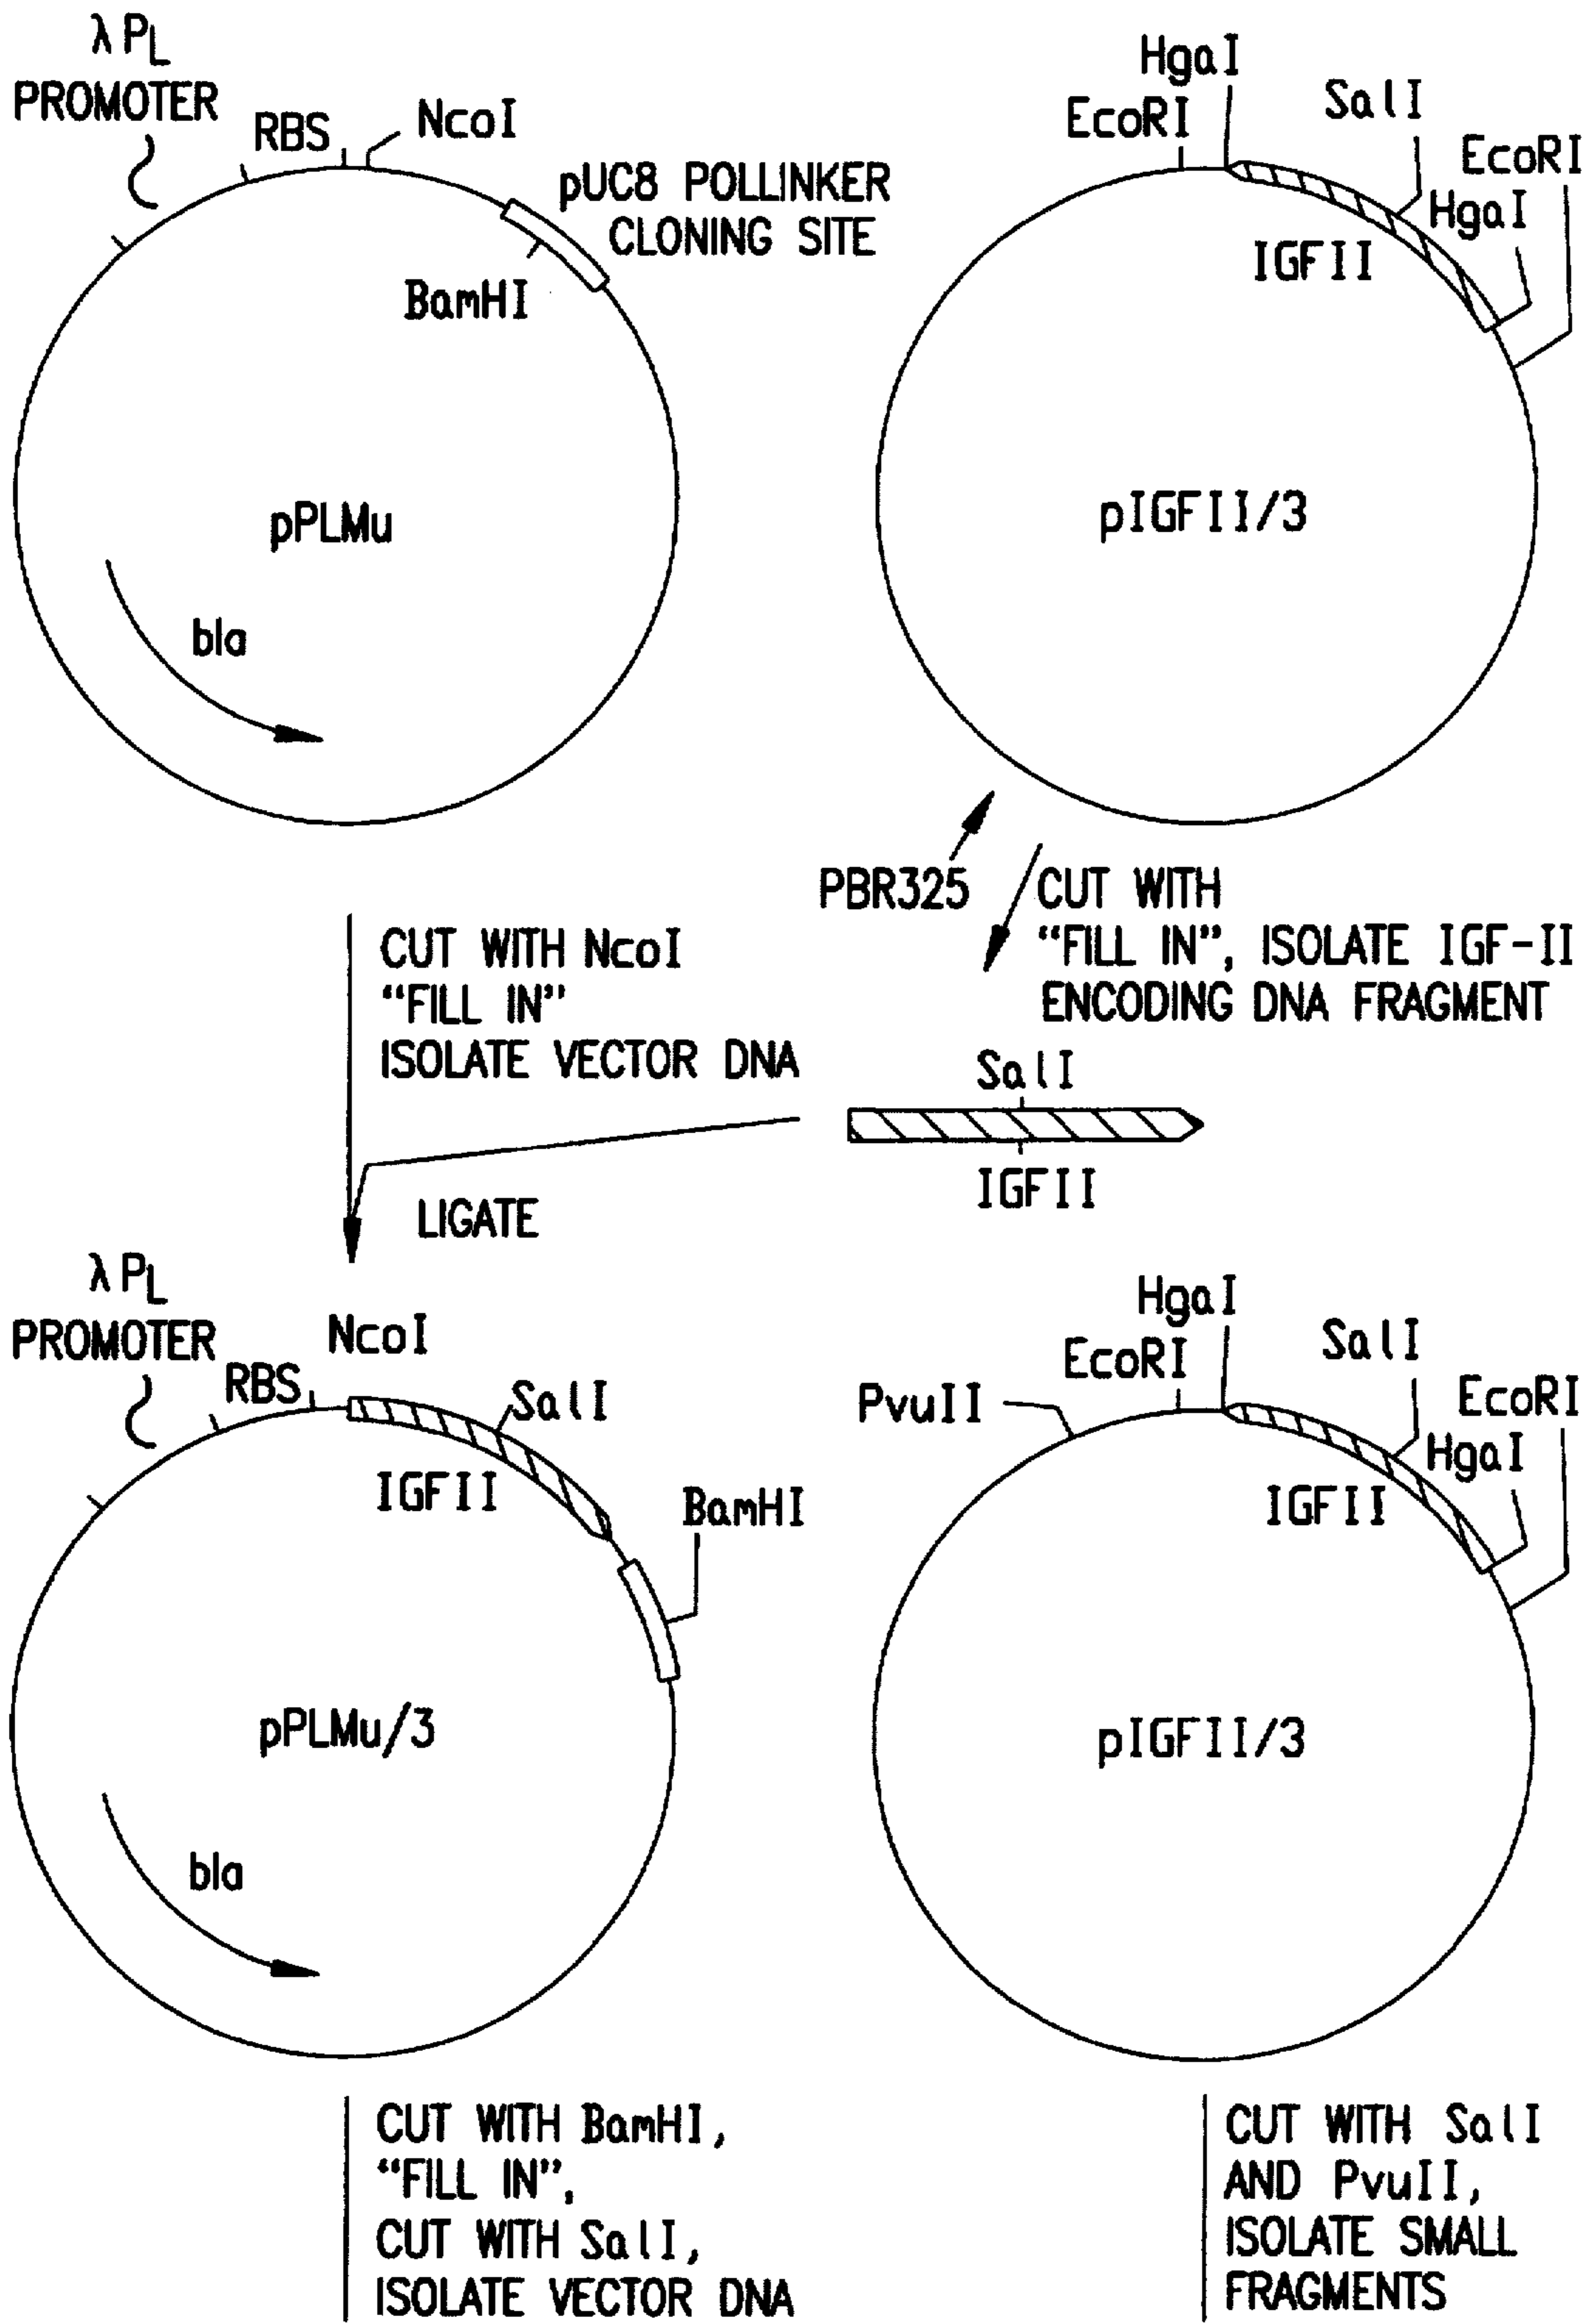 λ PL
PROMOTER
RBS
NcoI
pUC8 POLLINKER
CLONING SITE
BamHI
pPLMu
bla
HgaI
EcoRI
SalI
EcoRI
HgaI
IGFII
pIGFII/3
PBR325
CUT WITH
“FILL IN”, ISOLATE IGF-II
ENCODING DNA FRAGMENT
CUT WITH NcoI
“FILL IN”
ISOLATE VECTOR DNA
SalI
IGFII
LIGATE
λ PL
PROMOTER
NcoI
RBS
SalI
IGFII
BamHI
pPLMu/3
bla
HgaI
EcoRI
SalI
PvuII
EcoRI
HgaI
IGFII
pIGFII/3
CUT WITH BamHI,
“FILL IN”,
CUT WITH SalI,
ISOLATE VECTOR DNA
CUT WITH SalI
AND PvuII,
ISOLATE SMALL
FRAGMENTS